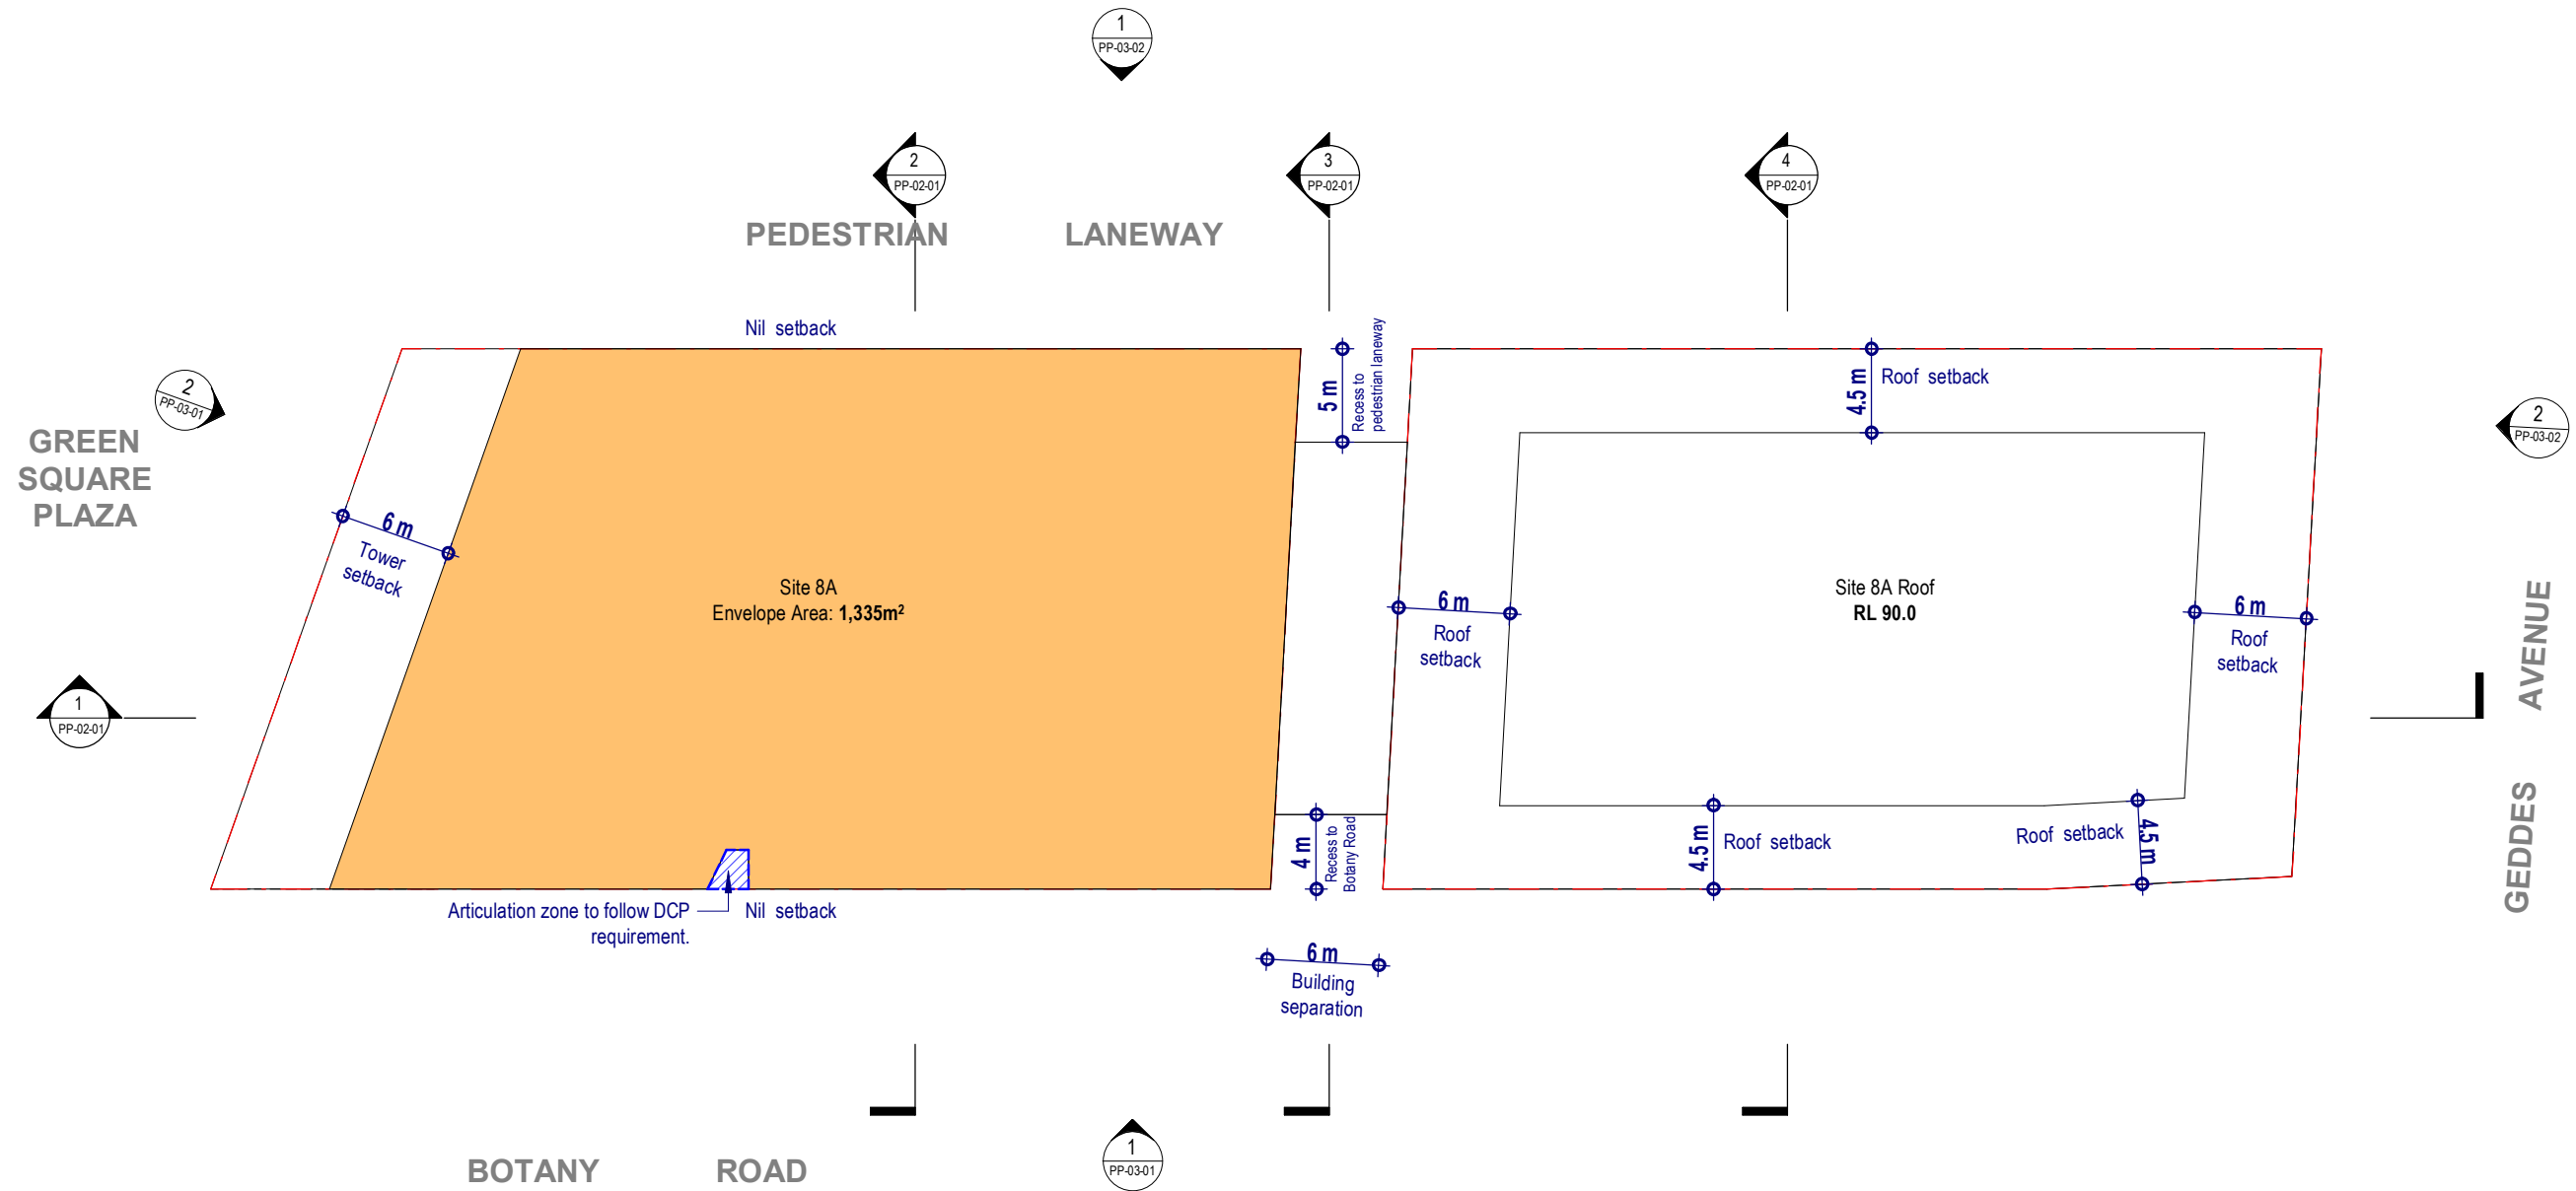 1
PP-03-02
2
PP-02-01
3
PP-02-01
4
PP-02-01
PEDESTRIAN LANEWAY
Nil setback
5 m
Recess to
pedestrian laneway
4.5 m
Roof setback
2
PP-03-01
2
PP-03-02
GREEN
SQUARE
PLAZA
6 m
Tower
setback
Site 8A
Envelope Area: 1,335m²
6 m
Roof
setback
Site 8A Roof
RL 90.0
6 m
Roof
setback
GEDDES AVENUE
1
PP-02-01
4 m
Recess to
Botany Road
4.5 m
Roof setback
Roof setback
4.5 m
Articulation zone to follow DCP
requirement.
Nil setback
6 m
Building
separation
BOTANY ROAD
1
PP-03-01